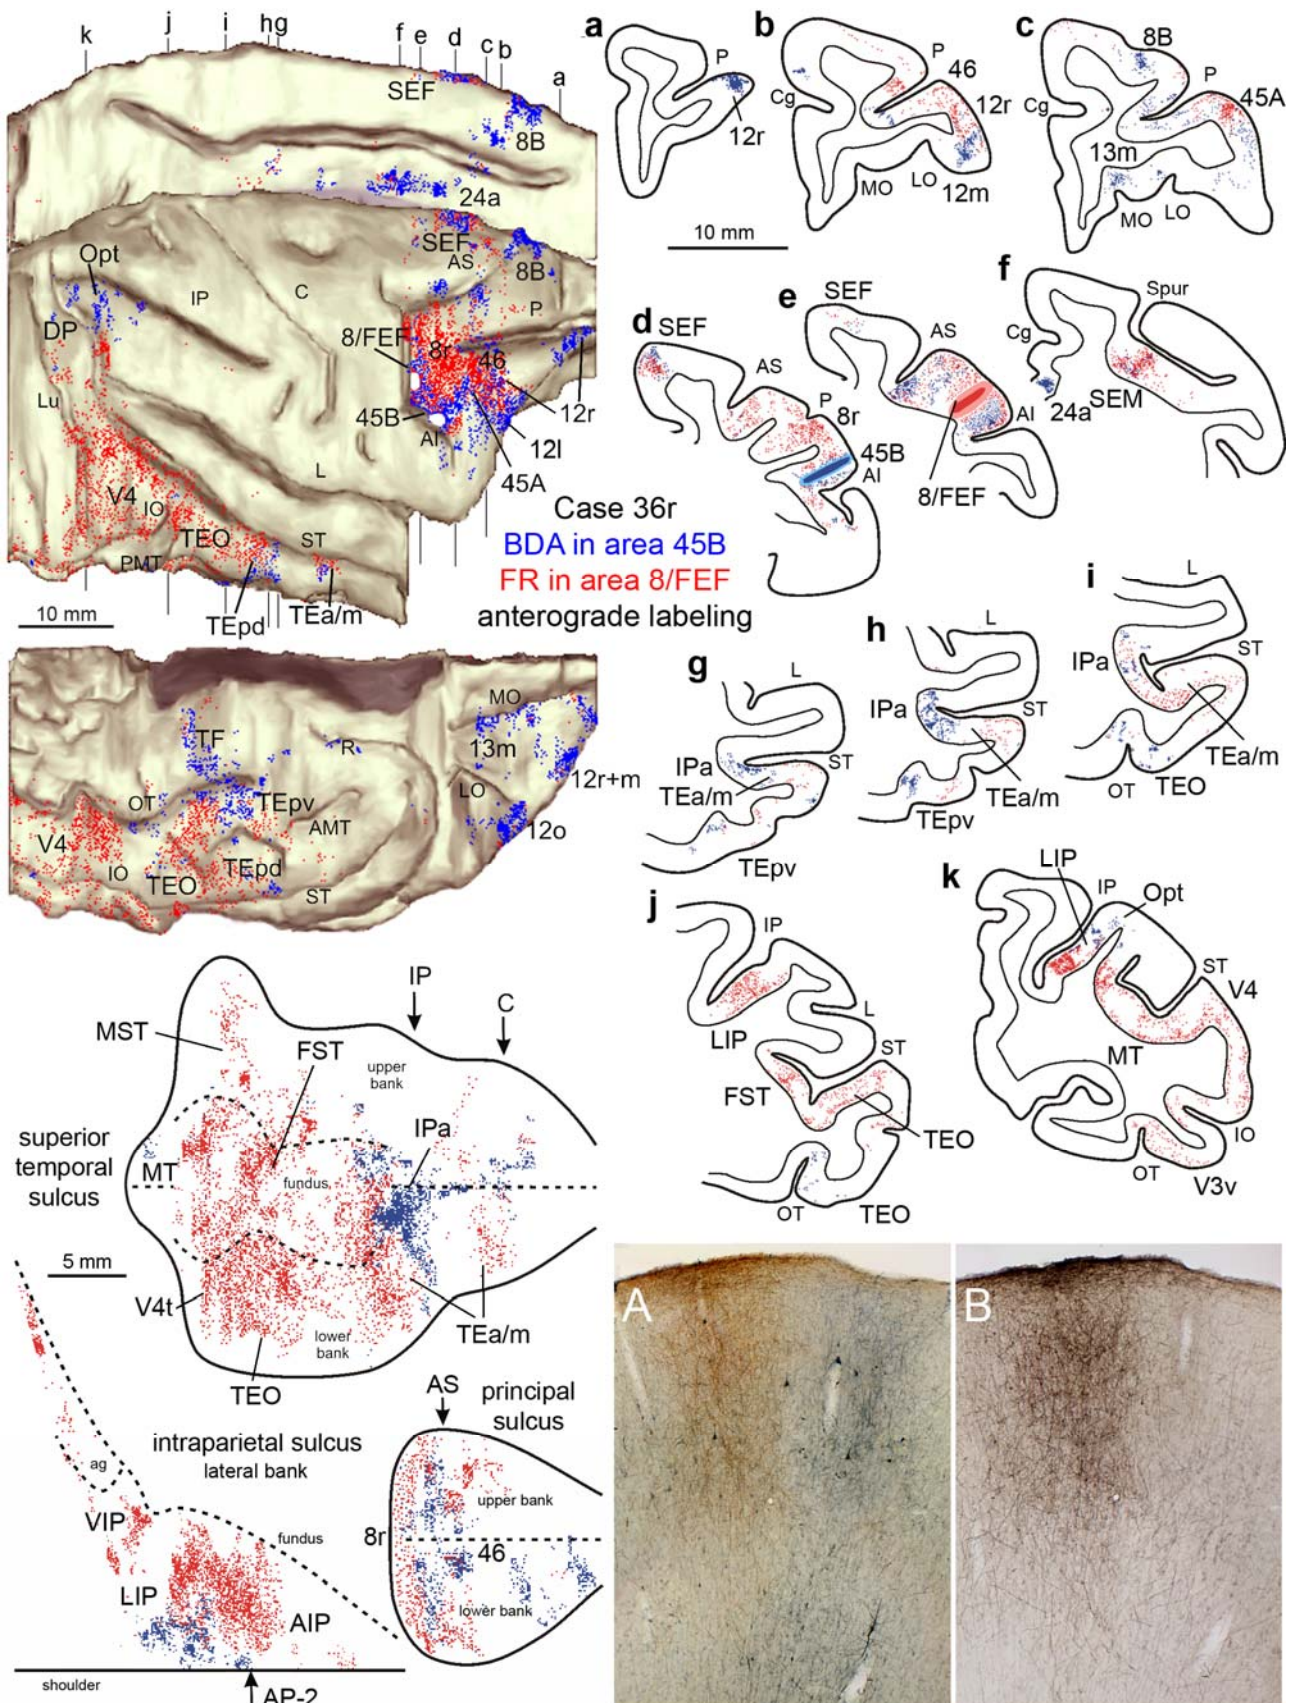 k
j
i
h
g
f
e
d
c
b
a
SEF
8B
24a
Opt
SEF
AS
8B
IP
C
P
DP
8/FEF
8r
46
Lu
12r
45B
AI
12l
L
45A
V4
IO
TEO
ST
PMT
10 mm
TEpd
TEa/m
Case 36r
BDA in area 45B
FR in area 8/FEF
anterograde labeling
a
P
12r
b
P
46
Cg
12r
MO
LO
12m
10 mm
c
8B
P
Cg
45A
13m
MO
LO
d
SEF
AS
P
8r
45B
AI
e
SEF
AS
AI
8/FEF
f
Spur
Cg
24a
SEM
g
L
ST
IPa
TEa/m
TEpv
h
L
IPa
ST
TEa/m
TEpv
i
L
ST
IPa
TEa/m
OT
TEO
MO
TF
R
13m
12r+m
OT
TEpv
LO
AMT
12o
V4
IO
TEO
TEpd
ST
j
IP
LIP
L
ST
FST
TEO
OT
TEO
k
LIP
IP
Opt
ST
V4
MT
IO
OT
V3v
IP
C
MST
FST
upper
bank
IPa
superior
temporal
sulcus
MT
fundus
5 mm
V4t
lower
bank
TEa/m
TEO
intraparietal sulcus
lateral bank
ag
VIP
fundus
LIP
AIP
shoulder
AP-2
AS
principal
sulcus
upper bank
8r
46
lower bank
A
B